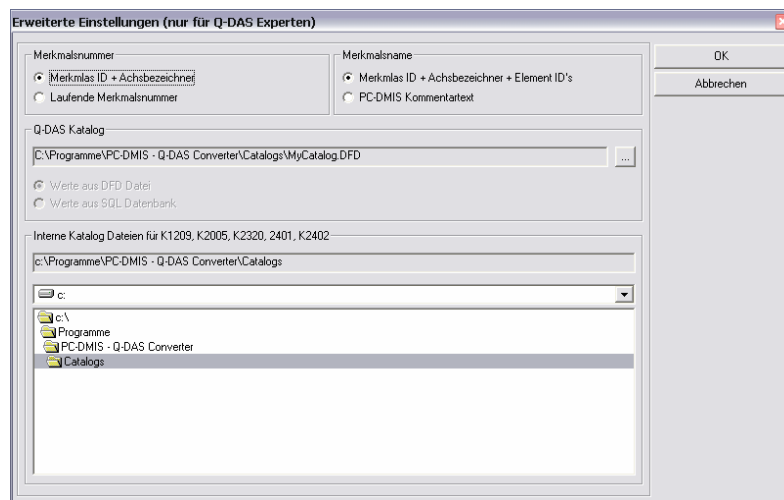 Erweiterte Einstellungen (nur für Q-DAS Experten)
Merkmalsnummer
Merkmlas ID + Achsbezeichner
Laufende Merkmalsnummer
Merkmalsname
Merkmlas ID + Achsbezeichner + Element ID's
PC-DMIS Kommentartext
OK
Abbrechen
Q-DAS Katalog
C:\Programme\PC-DMIS - Q-DAS Converter\Catalogs\MyCatalog.DFD
...
Werte aus DFD Datei
Werte aus SQL Datenbank
Interne Katalog Dateien für K1209, K2005, K2320, 2401, K2402
c:\Programme\PC-DMIS - Q-DAS Converter\Catalogs
c:
c:\
Programme
PC-DMIS - Q-DAS Converter
Catalogs